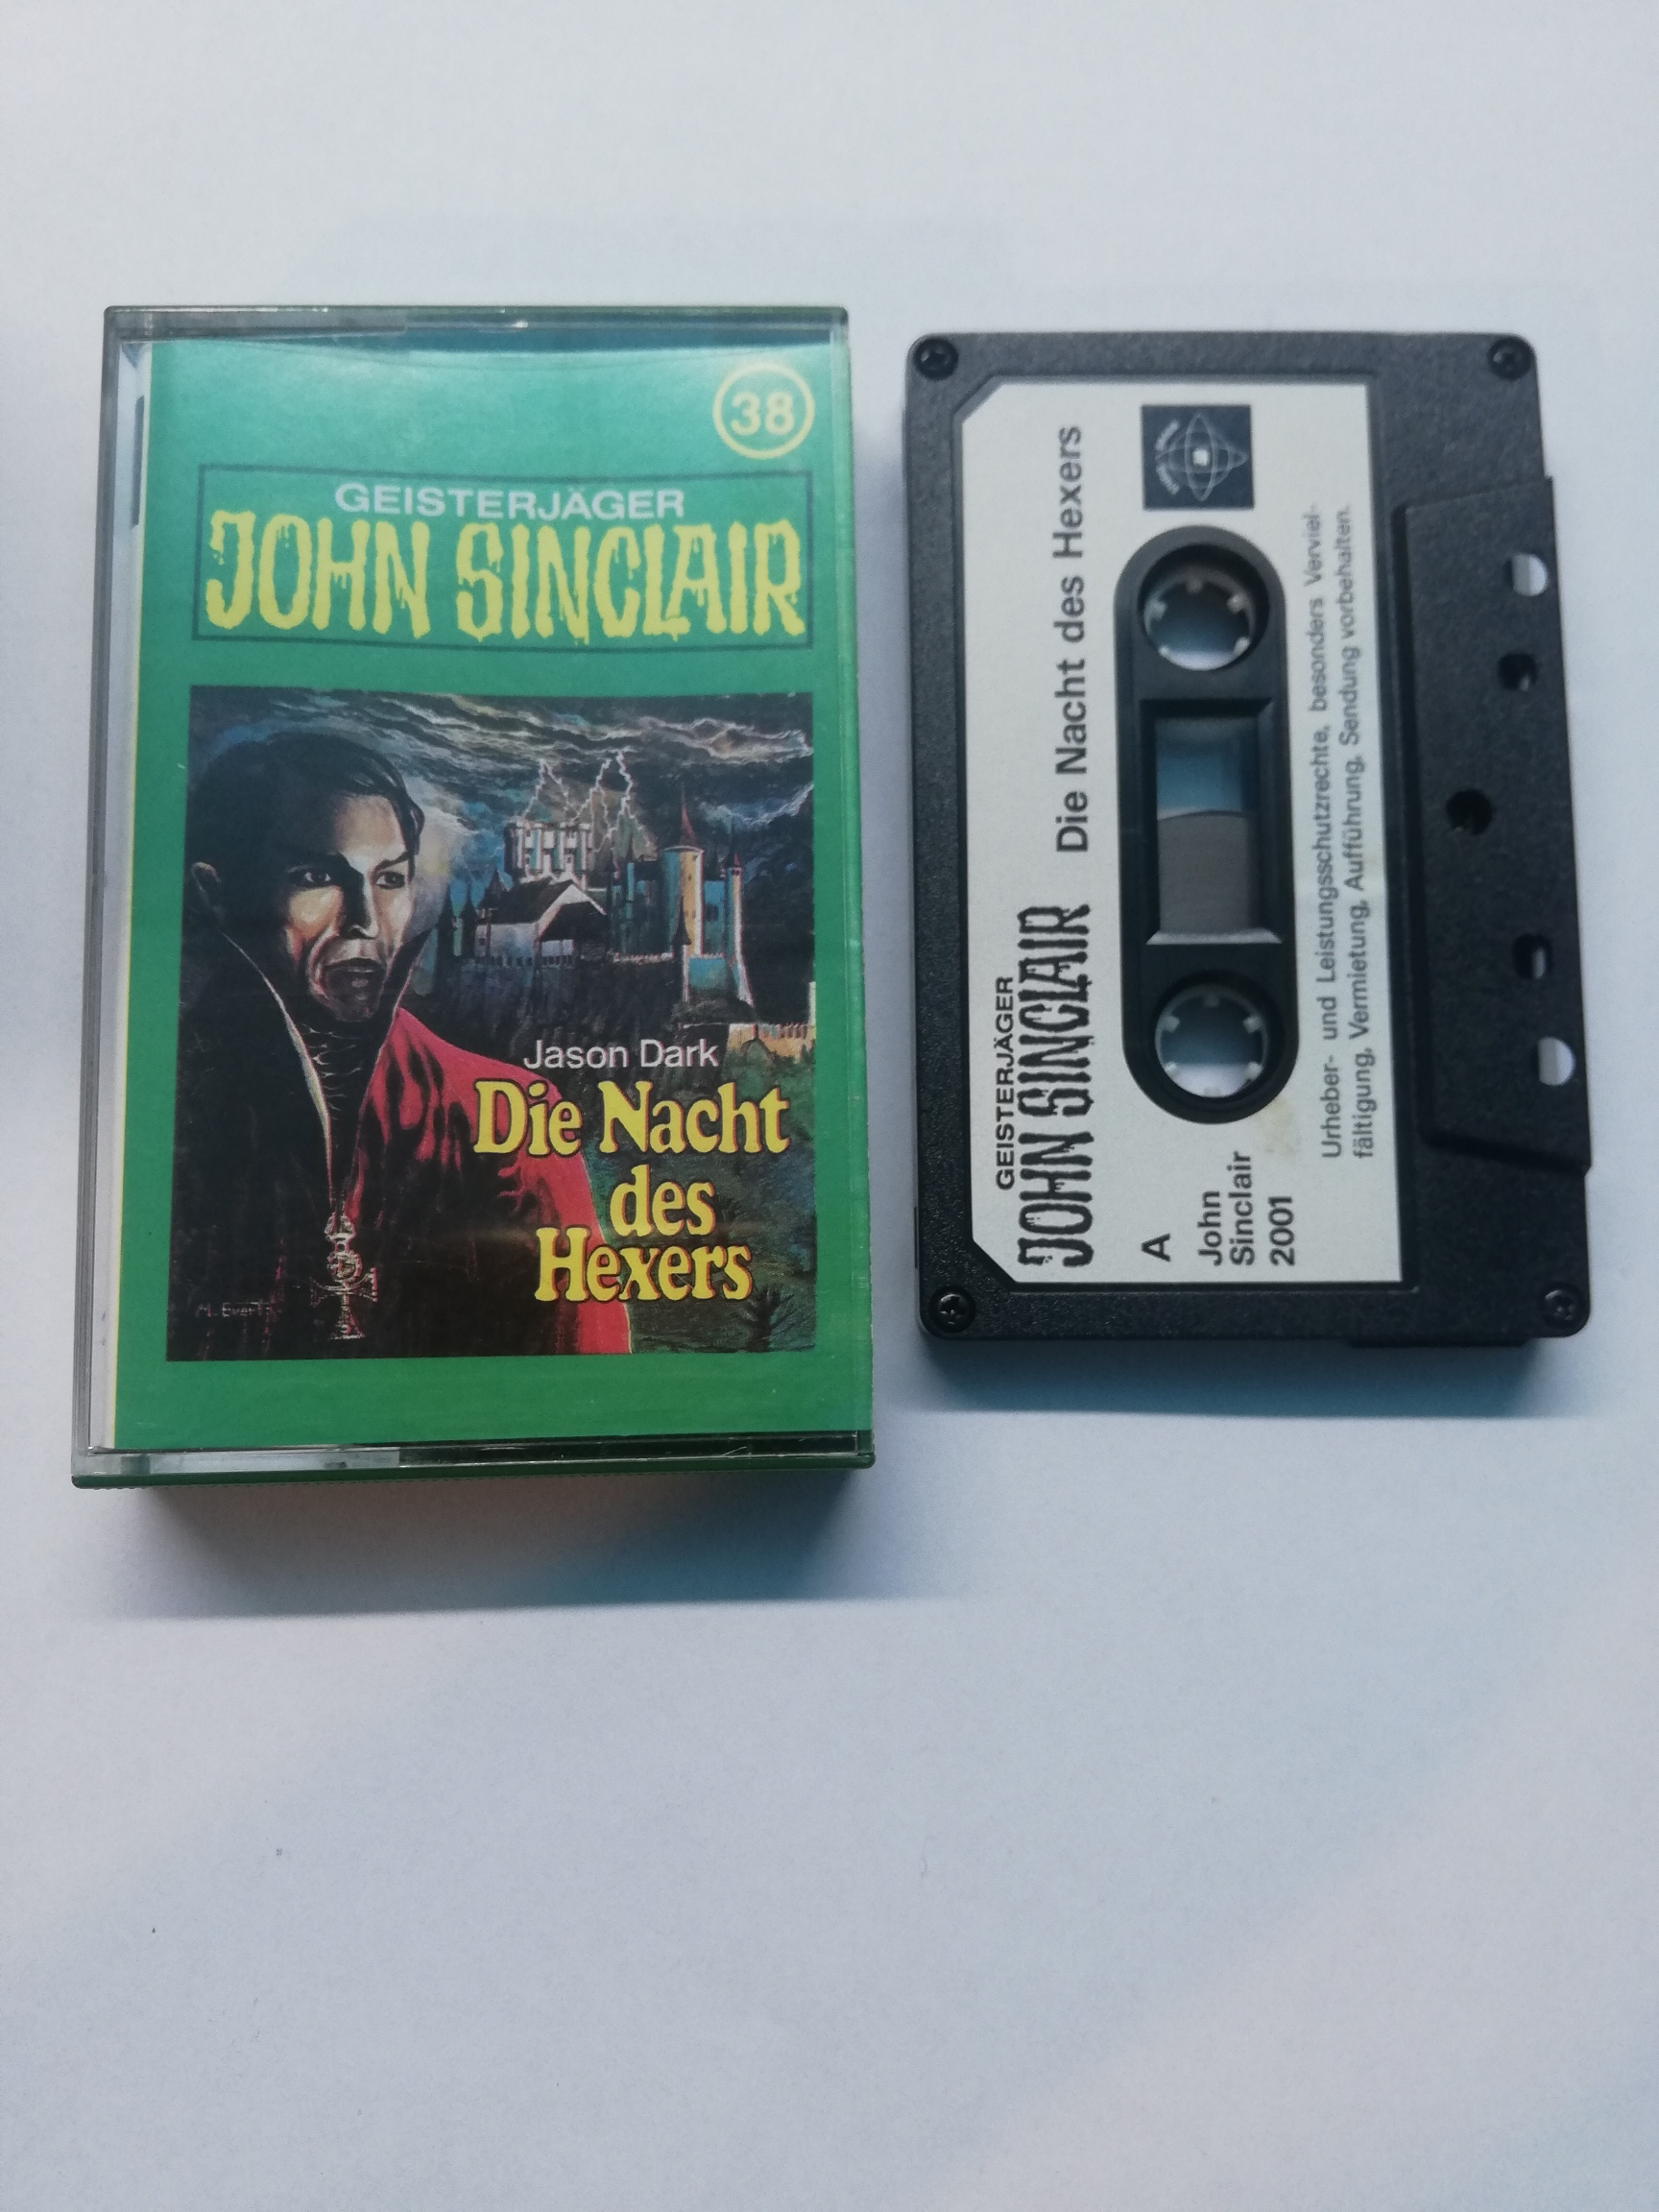 38
GEISTERJÄGER
JOHN SINCLAIR
Jason Dark
Die Nacht
des
Hexers
GEISTERJÄGER
JOHN SINCLAIR Die Nacht des Hexers
A
John
Sinclair
2001
Urheber- und Leistungsschutzrechte, besonders Verviel-
fältigung, Vermietung, Aufführung, Sendung vorbehalten.